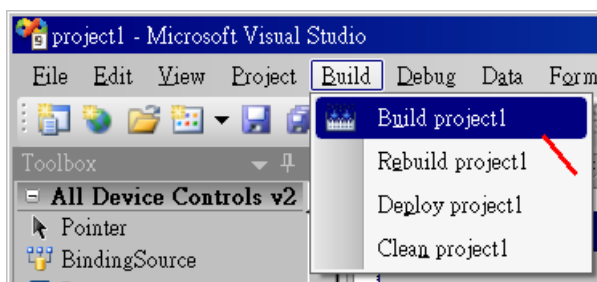 project1 - Microsoft Visual Studio
File Edit View Project Build Debug Data Form
Build project1
Toolbox
Rebuild project1
All Device Controls v2
Deploy project1
Pointer
Clean project1
BindingSource